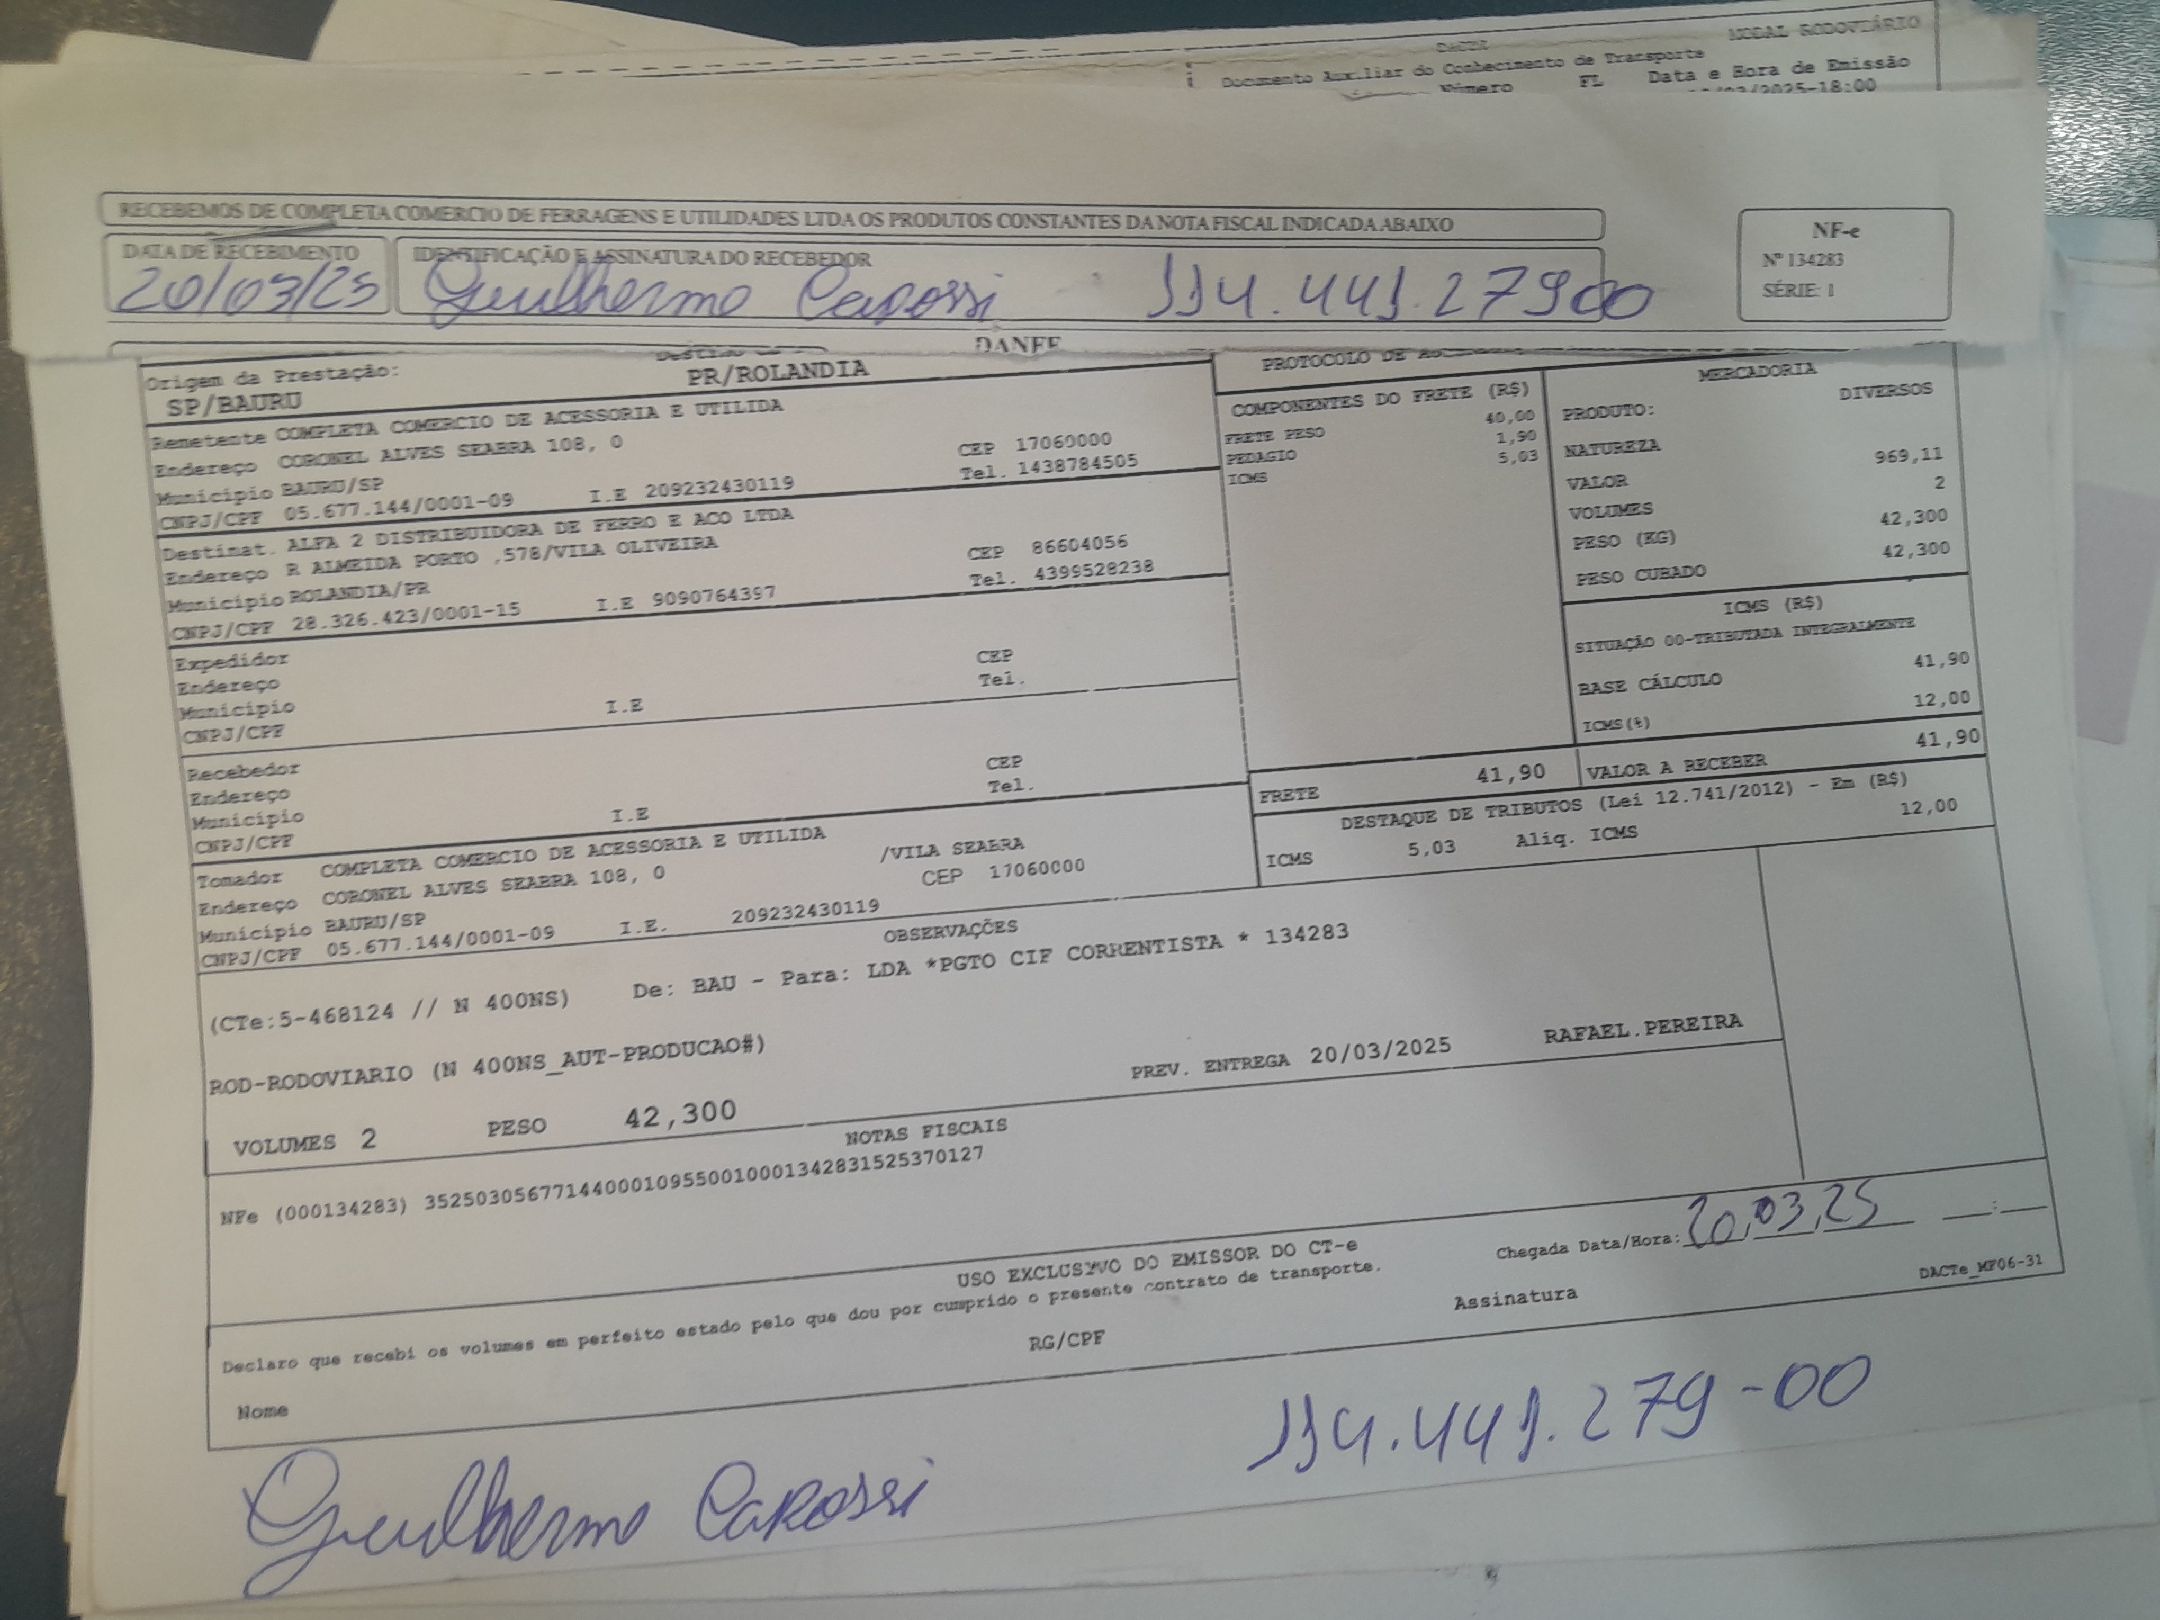 MODAL RODOVIÁRIO
DACTE
Documento Auxiliar do Conhecimento de Transporte
Número FL Data e Hora de Emissão
/2025-18:00
RECEBEMOS DE COMPLETA COMERCIO DE FERRAGENS E UTILIDADES LTDA OS PRODUTOS CONSTANTES DA NOTA FISCAL INDICADA ABAIXO
DATA DE RECEBIMENTO
20/03/25
IDENTIFICAÇÃO E ASSINATURA DO RECEBEDOR
Guilherme Carossi 114.441.27900
NF-e
Nº 134283
SÉRIE: 1
DANFE
Origem da Prestação:
SP/BAURU
PR/ROLANDIA
PROTOCOLO DE
Remetente COMPLETA COMERCIO DE ACESSORIA E UTILIDA
Endereço CORONEL ALVES SEABRA 108, 0 CEP 17060000
Município BAURU/SP Tel. 1438784505
CNPJ/CPF 05.677.144/0001-09 I.E 209232430119
Destinat. ALFA 2 DISTRIBUIDORA DE FERRO E ACO LTDA
Endereço R ALMEIDA PORTO ,578/VILA OLIVEIRA CEP 86604056
Município ROLANDIA/PR Tel. 4399528238
CNPJ/CPF 28.326.423/0001-15 I.E 9090764397
Expedidor
Endereço CEP
Município Tel.
CNPJ/CPF I.E
Recebedor
Endereço CEP
Município Tel.
CNPJ/CPF I.E
Tomador COMPLETA COMERCIO DE ACESSORIA E UTILIDA
Endereço CORONEL ALVES SEABRA 108, 0 /VILA SEABRA
Município BAURU/SP CEP 17060000
CNPJ/CPF 05.677.144/0001-09 I.E. 209232430119
COMPONENTES DO FRETE (R$)
FRETE PESO 40,00
PEDAGIO 1,90
ICMS 5,03
MERCADORIA
PRODUTO: DIVERSOS
NATUREZA
VALOR 969,11
VOLUMES 2
PESO (KG) 42,300
PESO CUBADO 42,300
ICMS (R$)
SITUAÇÃO 00-TRIBUTADA INTEGRALMENTE
BASE CÁLCULO 41,90
ICMS(%) 12,00
FRETE 41,90 VALOR A RECEBER 41,90
DESTAQUE DE TRIBUTOS (Lei 12.741/2012) - Em (R$)
ICMS 5,03 Aliq. ICMS 12,00
OBSERVAÇÕES
(CTe:5-468124 // N 400NS) De: BAU - Para: LDA *PGTO CIF CORRENTISTA * 134283
ROD-RODOVIARIO (N 400NS_AUT-PRODUCAO#)
PREV. ENTREGA 20/03/2025 RAFAEL.PEREIRA
VOLUMES 2 PESO 42,300
NOTAS FISCAIS
NFe (000134283) 35250305677144000109550010001342831525370127
USO EXCLUSIVO DO EMISSOR DO CT-e
Chegada Data/Hora: 20,03,25 __:__
DACTe_MF06-31
Declaro que recebi os volumes em perfeito estado pelo que dou por cumprido o presente contrato de transporte.
Nome RG/CPF Assinatura
Guilherme Carossi 114.441.279-00